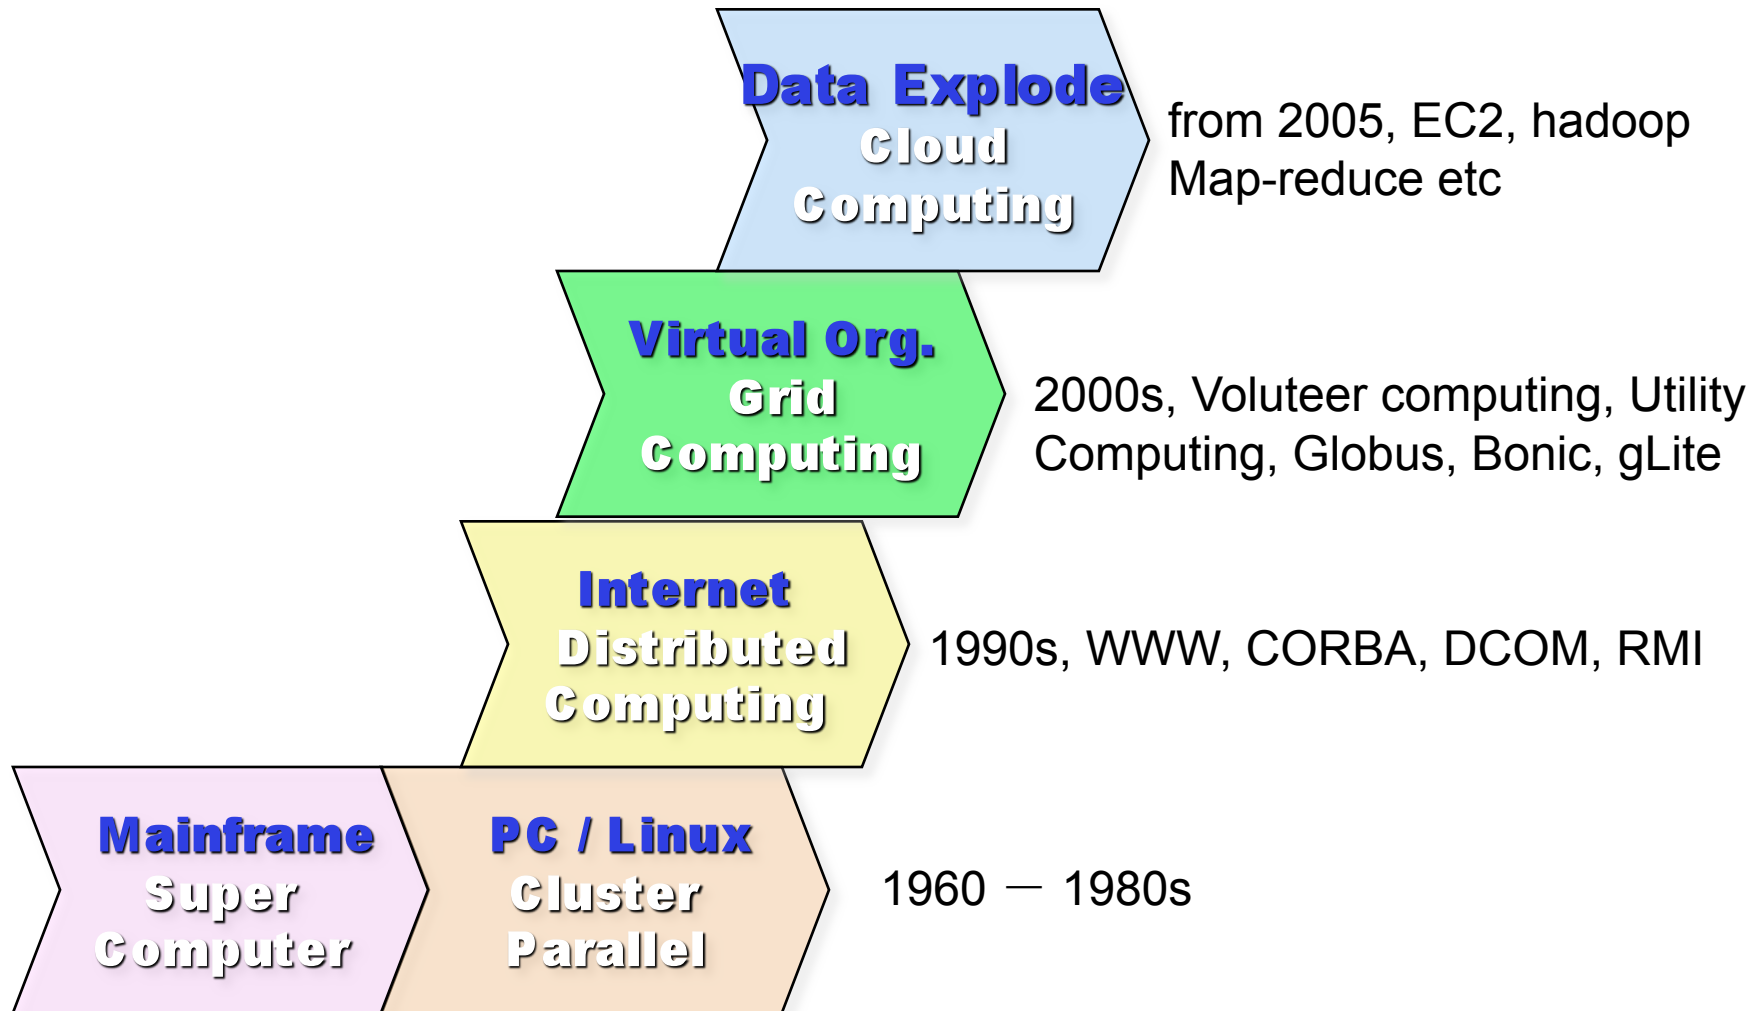 Data Explode
Cloud
Computing
from 2005, EC2, hadoop
Map-reduce etc
Virtual Org.
Grid
Computing
2000s, Voluteer computing, Utility
Computing, Globus, Bonic, gLite
Internet
Distributed
Computing
1990s, WWW, CORBA, DCOM, RMI
Mainframe
Super
Computer
PC / Linux
Cluster
Parallel
1960 — 1980s